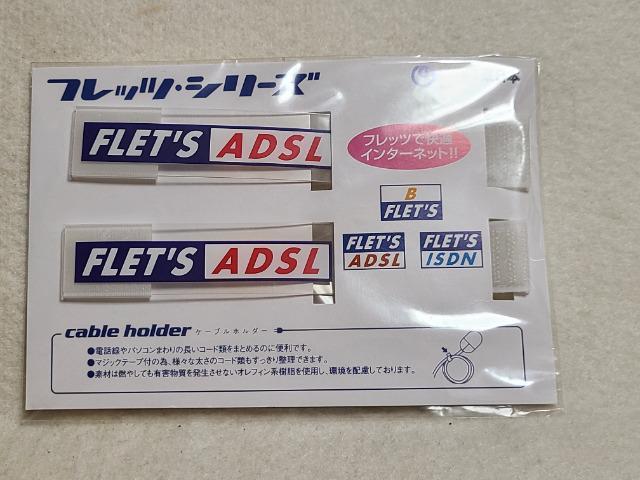 フレッツ・シリーズ
FLET'S ADSL
フレッツで快適
インターネット!!
B
FLET'S
FLET'S ADSL
FLET'S
ADSL
FLET'S
ISDN
cable holder ケーブルホルダー
●電話線やパソコンまわりの長いコード類をまとめるのに便利です。
●マジックテープ付の為、様々な太さのコード類もすっきり整理できます。
●素材は燃やしても有害物質を発生させないオレフィン系樹脂を使用し、環境を配慮しております。